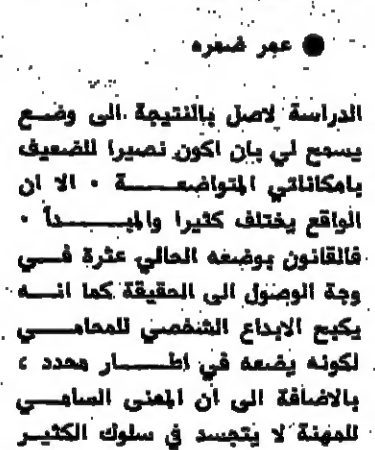 ● عمر ضمره
الدراسة لاصل بالنتيجة الى وضع
يسمح لي بان اكون نصيرا للضعيف
بامكاناتي المتواضعة • الا ان
الواقع يختلف كثيرا والمبدأ •
فالقانون بوضعه الحالي عثرة في
وجة الوصول الى الحقيقة كما انه
يكبح الابداع الشخصي للمحامي
لكونه يضعه في اطار محدد ،
بالاضافة الى ان المعنى السامي
للمهنة لا يتجسد في سلوك الكثير